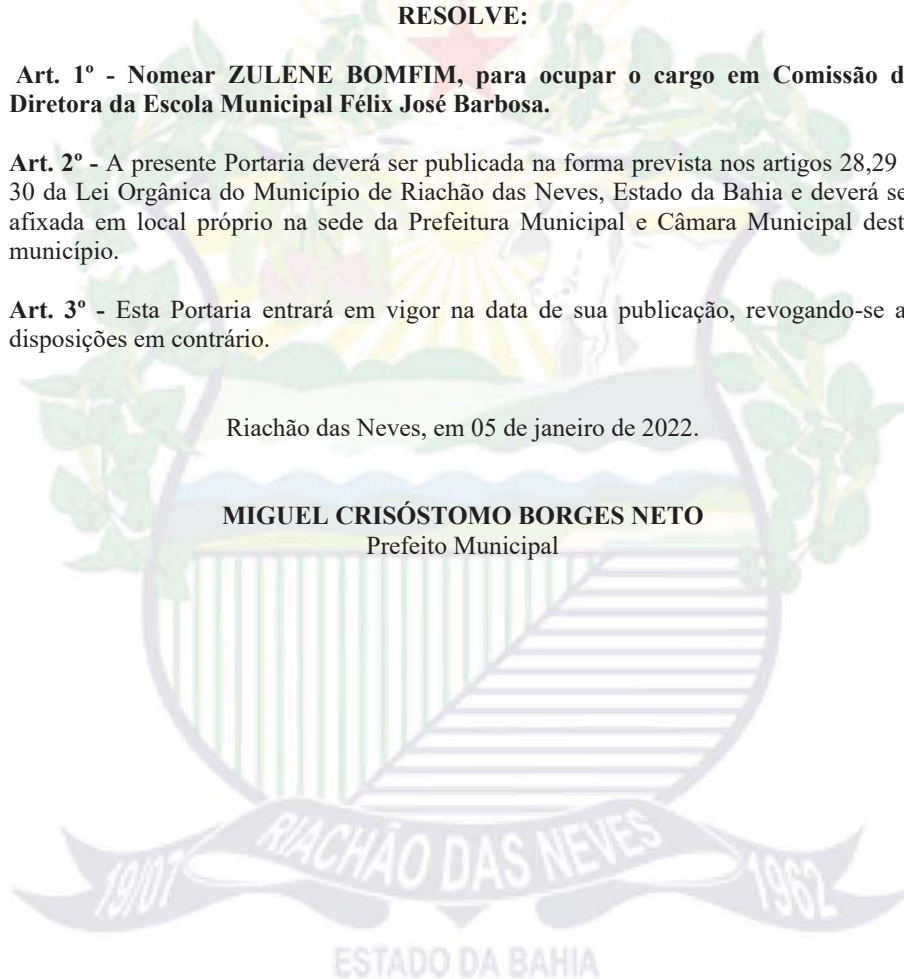 RESOLVE:
Art. 1º - Nomear ZULENE BOMFIM, para ocupar o cargo em Comissão d
Diretora da Escola Municipal Félix José Barbosa.
Art. 2º - A presente Portaria deverá ser publicada na forma prevista nos artigos 28,29
30 da Lei Orgânica do Município de Riachão das Neves, Estado da Bahia e deverá se
afixada em local próprio na sede da Prefeitura Municipal e Câmara Municipal dest
município.
Art. 3º - Esta Portaria entrará em vigor na data de sua publicação, revogando-se a
disposições em contrário.
Riachão das Neves, em 05 de janeiro de 2022.
MIGUEL CRISÓSTOMO BORGES NETO
Prefeito Municipal
19/07 RIACHÃO DAS NEVES 1962
ESTADO DA BAHIA